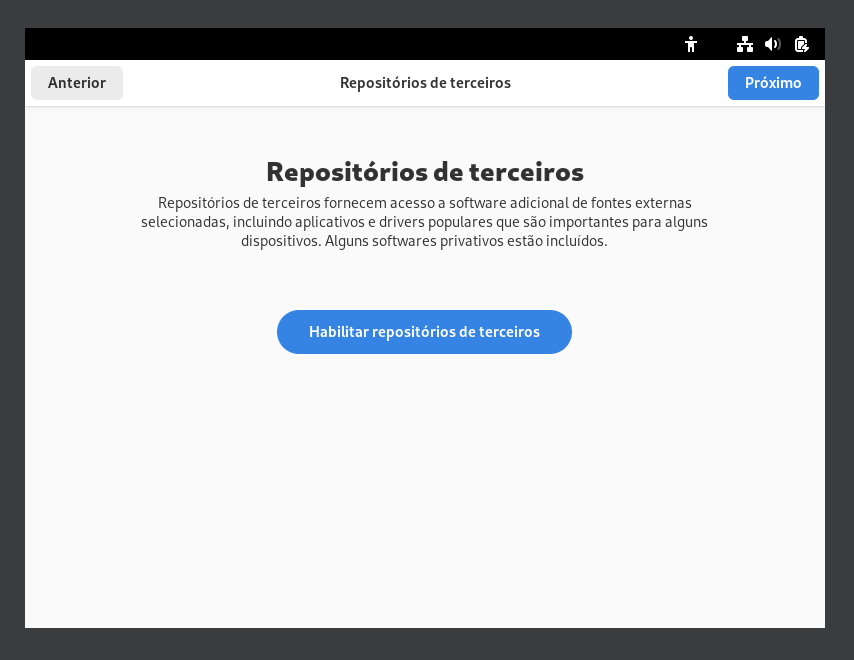 Anterior
Repositórios de terceiros
Próximo
Repositórios de terceiros
Repositórios de terceiros fornecem acesso a software adicional de fontes externas
selecionadas, incluindo aplicativos e drivers populares que são importantes para alguns
dispositivos. Alguns softwares privativos estão incluídos.
Habilitar repositórios de terceiros